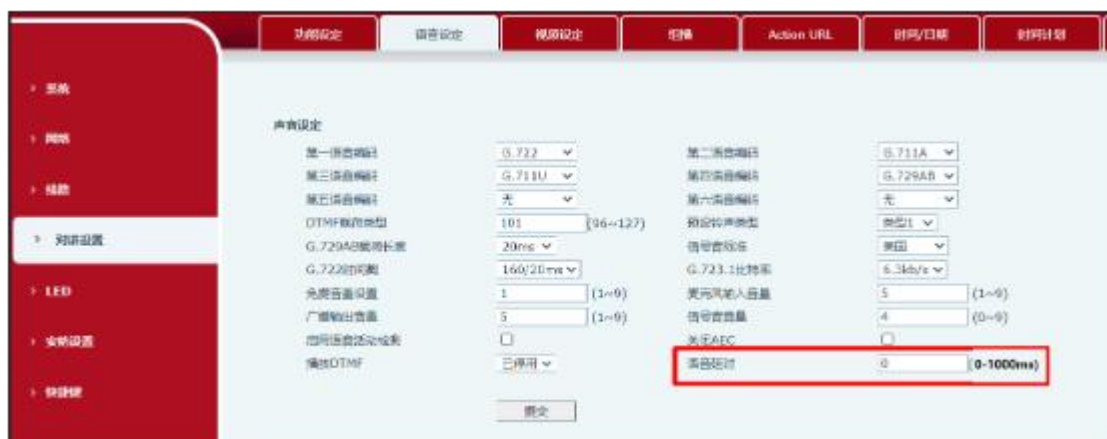 功能设定 语音设定 视频设定 组播 Action URL 时间/日期 时间计划
› 系统
› 网络
› 线路
› 对讲设置
› LED
› 安防设置
› 快捷键
声音设定
第一语音编码 G.722 第二语音编码 G.711A
第三语音编码 G.711U 第四语音编码 G.729AB
第五语音编码 无 第六语音编码 无
DTMF载荷类型 101 (96~127) 预设铃声类型 类型1
G.729AB载荷长度 20ms 信号音标准 美国
G.722时间戳 160/20ms G.723.1比特率 6.3kb/s
免提音量设置 1 (1~9) 麦克风输入音量 5 (1~9)
广播输出音量 5 (1~9) 信号音音量 4 (0~9)
启用语音活动检测 关闭AEC
播放DTMF 已停用 语音延时 0 (0-1000ms)
提交